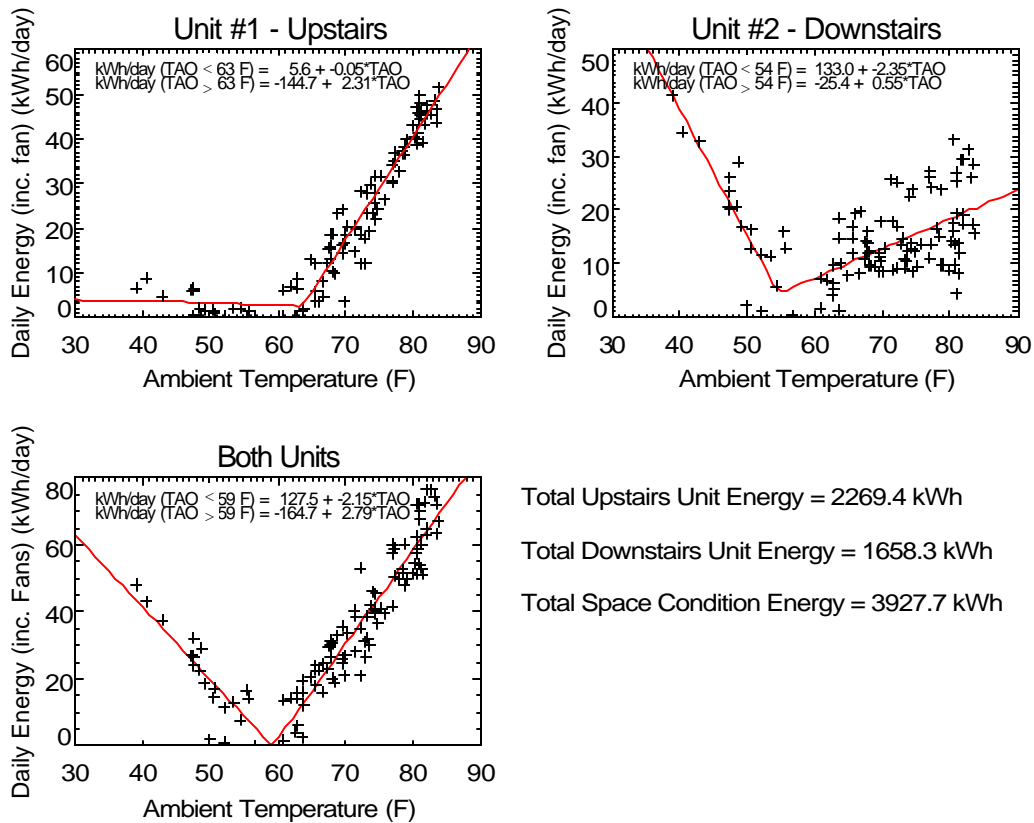 Unit #1 - Upstairs
Daily Energy (inc. fan) (kWh/day)
60
50
40
30
20
10
0
kWh/day (TAO < 63 F) = 5.6 + -0.05*TAO
kWh/day (TAO > 63 F) = -144.7 + 2.31*TAO
30 40 50 60 70 80 90
Ambient Temperature (F)
Unit #2 - Downstairs
Daily Energy (inc. fan) (kWh/day)
50
40
30
20
10
0
kWh/day (TAO < 54 F) = 133.0 + -2.35*TAO
kWh/day (TAO > 54 F) = -25.4 + 0.55*TAO
30 40 50 60 70 80 90
Ambient Temperature (F)
Both Units
Daily Energy (inc. Fans) (kWh/day)
80
60
40
20
0
kWh/day (TAO < 59 F) = 127.5 + -2.15*TAO
kWh/day (TAO > 59 F) = -164.7 + 2.79*TAO
30 40 50 60 70 80 90
Ambient Temperature (F)
Total Upstairs Unit Energy = 2269.4 kWh
Total Downstairs Unit Energy = 1658.3 kWh
Total Space Condition Energy = 3927.7 kWh